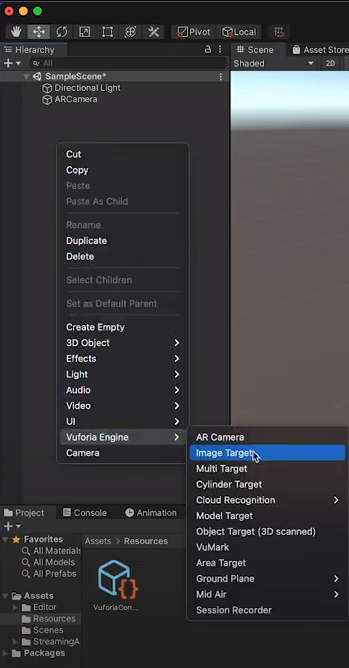 Pivot Local
Hierarchy
Scene Asset Store
All
Shaded 2D
SampleScene*
Directional Light
ARCamera
Cut
Copy
Paste
Paste As Child
Rename
Duplicate
Delete
Select Children
Set as Default Parent
Create Empty
3D Object
Effects
Light
Audio
Video
UI
Vuforia Engine
Camera
AR Camera
Image Target
Multi Target
Cylinder Target
Cloud Recognition
Model Target
Object Target (3D scanned)
VuMark
Area Target
Ground Plane
Mid Air
Session Recorder
Project Console Animation
Favorites
All Materials
All Models
All Prefabs
Assets > Resources
VuforiaCon...
Assets
Editor
Resources
Scenes
StreamingA
Packages